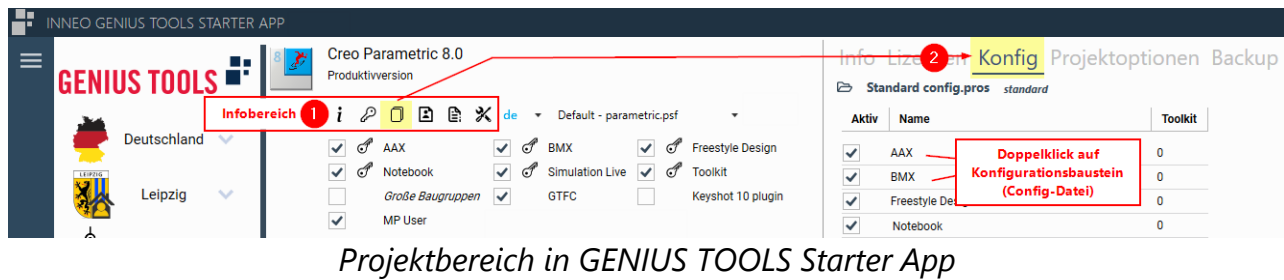 INNEO GENIUS TOOLS STARTER APP
GENIUS TOOLS
Deutschland
LEIPZIG
Leipzig
8
Creo Parametric 8.0
Produktivversion
Infobereich 1
de Default - parametric.psf
AAX BMX Freestyle Design
Notebook Simulation Live Toolkit
Große Baugruppen GTFC Keyshot 10 plugin
MP User
Info 2 Konfig Projektoptionen Backup
Standard config.pros standard
Aktiv Name Toolkit
AAX 0
BMX 0
Freestyle De 0
Notebook 0
Doppelklick auf
Konfigurationsbaustein
(Config-Datei)
Projektbereich in GENIUS TOOLS Starter App